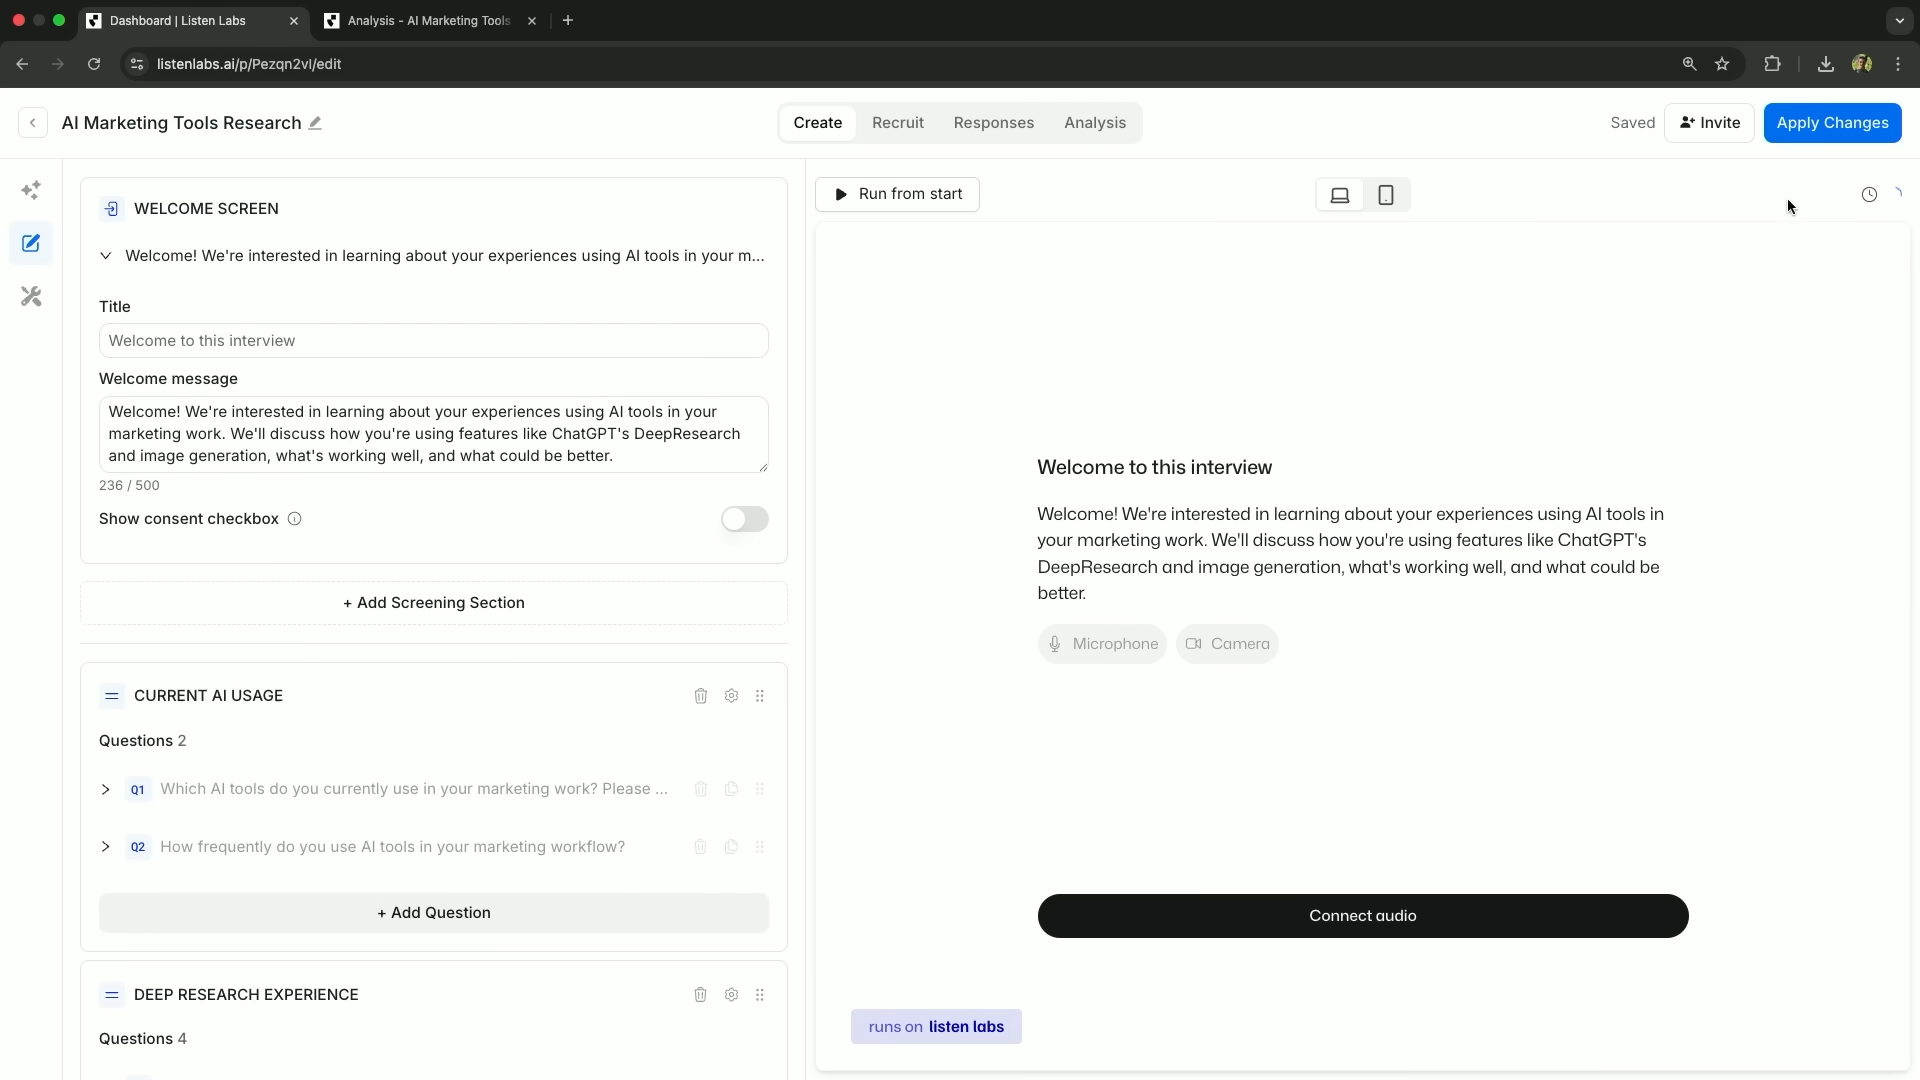 Dashboard | Listen Labs
Analysis - AI Marketing Tools
listenlabs.ai/p/Pezqn2vl/edit
AI Marketing Tools Research
Create
Recruit
Responses
Analysis
Saved
Invite
Apply Changes
WELCOME SCREEN
Welcome! We're interested in learning about your experiences using AI tools in your m...
Title
Welcome to this interview
Welcome message
Welcome! We're interested in learning about your experiences using AI tools in your
marketing work. We'll discuss how you're using features like ChatGPT's DeepResearch
and image generation, what's working well, and what could be better.
236 / 500
Show consent checkbox
+ Add Screening Section
CURRENT AI USAGE
Questions 2
Q1 Which AI tools do you currently use in your marketing work? Please ...
Q2 How frequently do you use AI tools in your marketing workflow?
+ Add Question
DEEP RESEARCH EXPERIENCE
Questions 4
Run from start
Welcome to this interview
Welcome! We're interested in learning about your experiences using AI tools in
your marketing work. We'll discuss how you're using features like ChatGPT's
DeepResearch and image generation, what's working well, and what could be
better.
Microphone
Camera
Connect audio
runs on listen labs